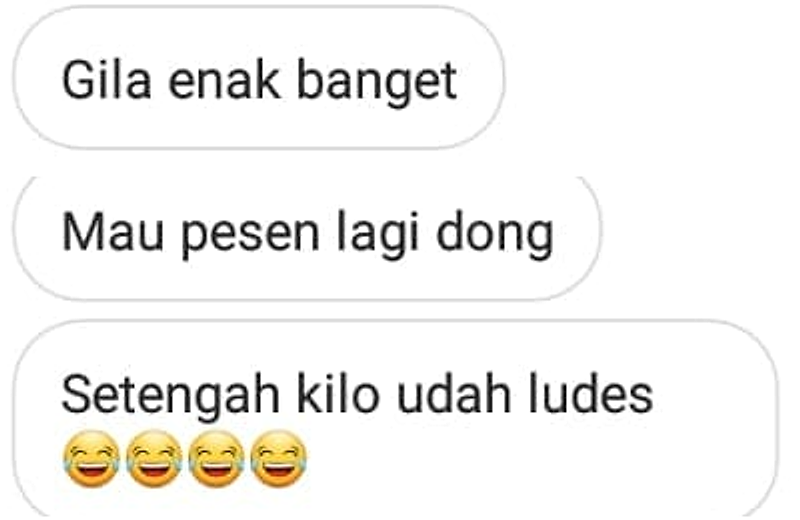 Gila enak banget
Mau pesen lagi dong
Setengah kilo udah ludes
😂😂😂😂